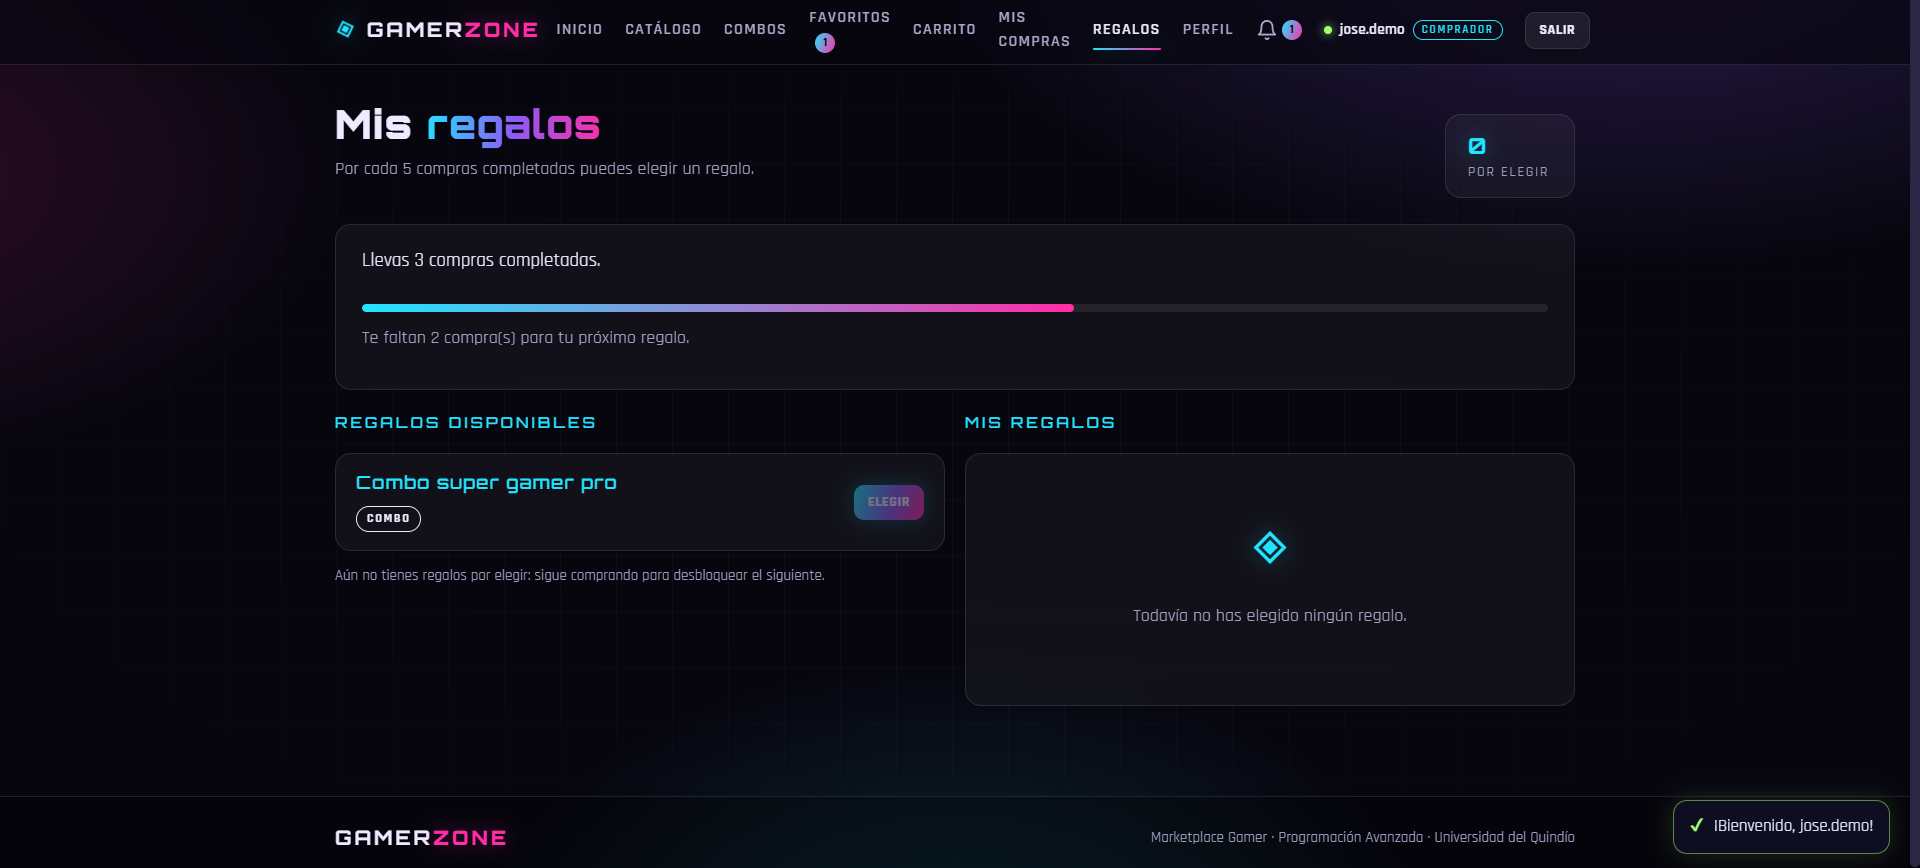 GAMERZONE INICIO CATÁLOGO COMBOS FAVORITOS 1 CARRITO MIS COMPRAS REGALOS PERFIL 1 jose.demo COMPRADOR SALIR
Mis regalos
Por cada 5 compras completadas puedes elegir un regalo.
0
POR ELEGIR
Llevas 3 compras completadas.
Te faltan 2 compra(s) para tu próximo regalo.
REGALOS DISPONIBLES
Combo super gamer pro
COMBO
ELEGIR
Aún no tienes regalos por elegir: sigue comprando para desbloquear el siguiente.
MIS REGALOS
Todavía no has elegido ningún regalo.
GAMERZONE
Marketplace Gamer · Programación Avanzada · Universidad del Quindío
✓ ¡Bienvenido, jose.demo!